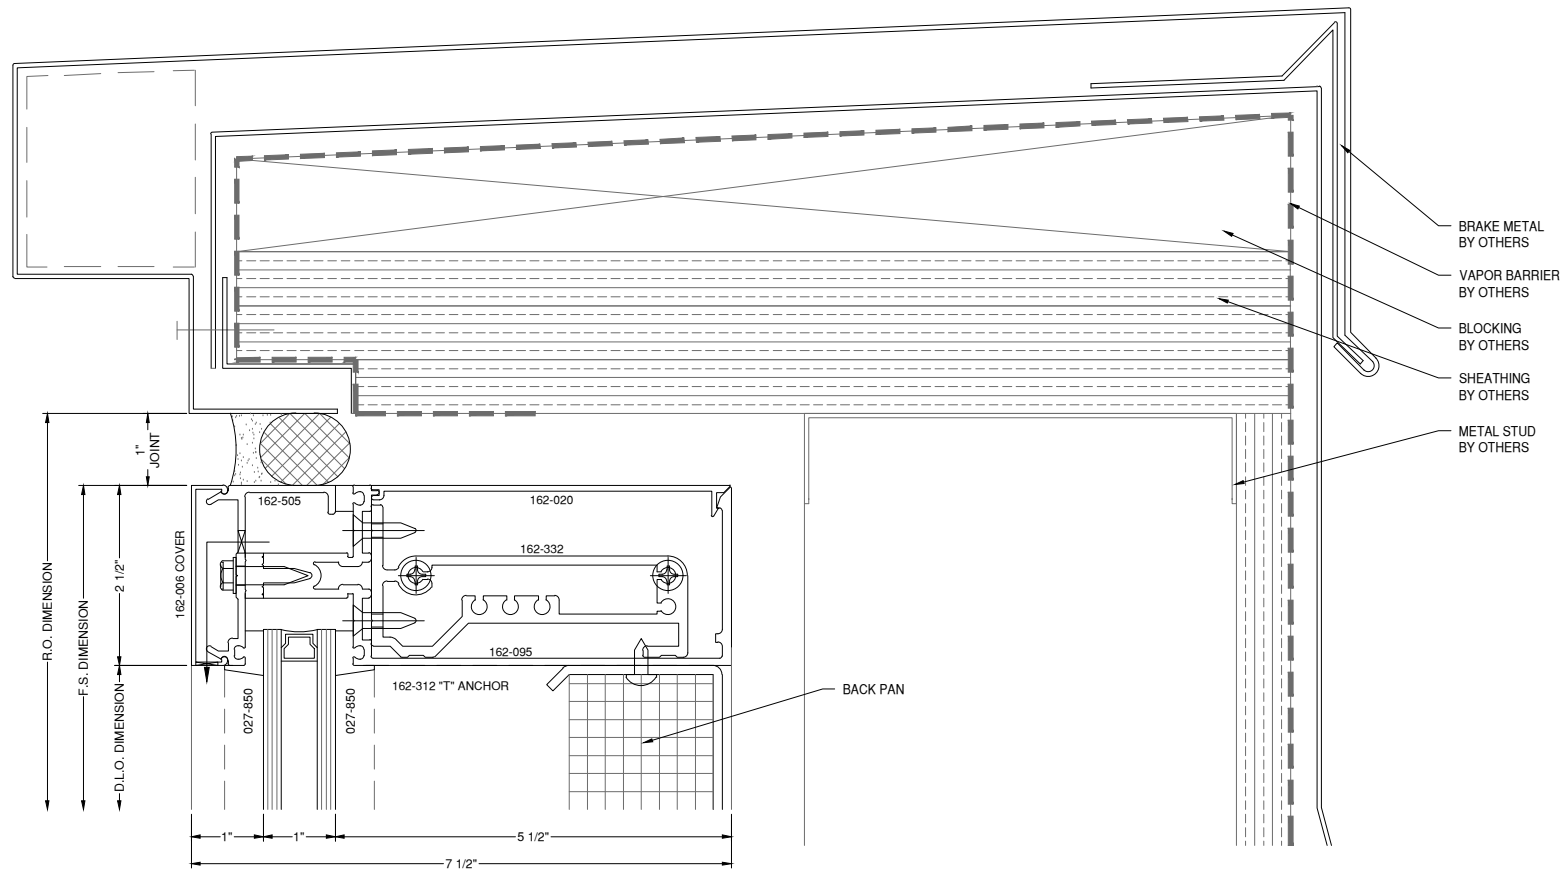 BRAKE METAL
BY OTHERS
VAPOR BARRIER
BY OTHERS
BLOCKING
BY OTHERS
SHEATHING
BY OTHERS
METAL STUD
BY OTHERS
1"
JOINT
162-505
162-020
162-332
162-006 COVER
2 1/2"
R.O. DIMENSION
F.S. DIMENSION
D.L.O. DIMENSION
162-095
162-312 "T" ANCHOR
027-850
027-850
BACK PAN
1"
1"
5 1/2"
7 1/2"